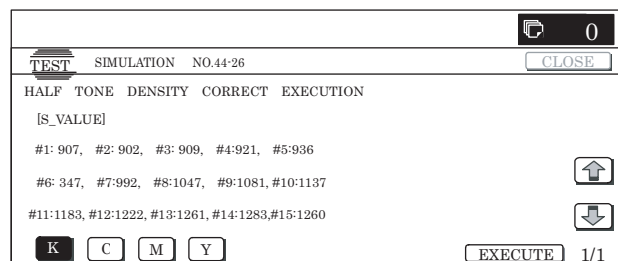 0
TEST SIMULATION NO.44-26 CLOSE
HALF TONE DENSITY CORRECT EXECUTION
[S_VALUE]
#1: 907, #2: 902, #3: 909, #4:921, #5:936
#6: 347, #7:992, #8:1047, #9:1081, #10:1137
#11:1183, #12:1222, #13:1261, #14:1283, #15:1260
K C M Y EXECUTE 1/1